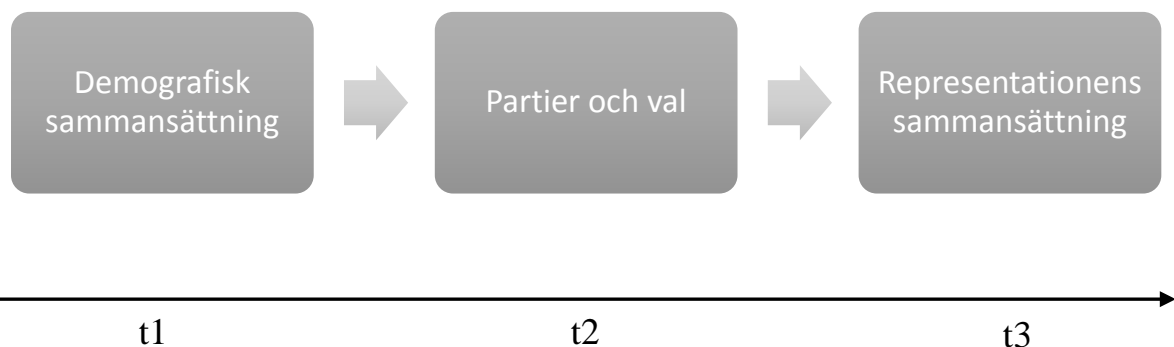 Demografisk
sammansättning
Partier och val
Representationens
sammansättning
t1
t2
t3